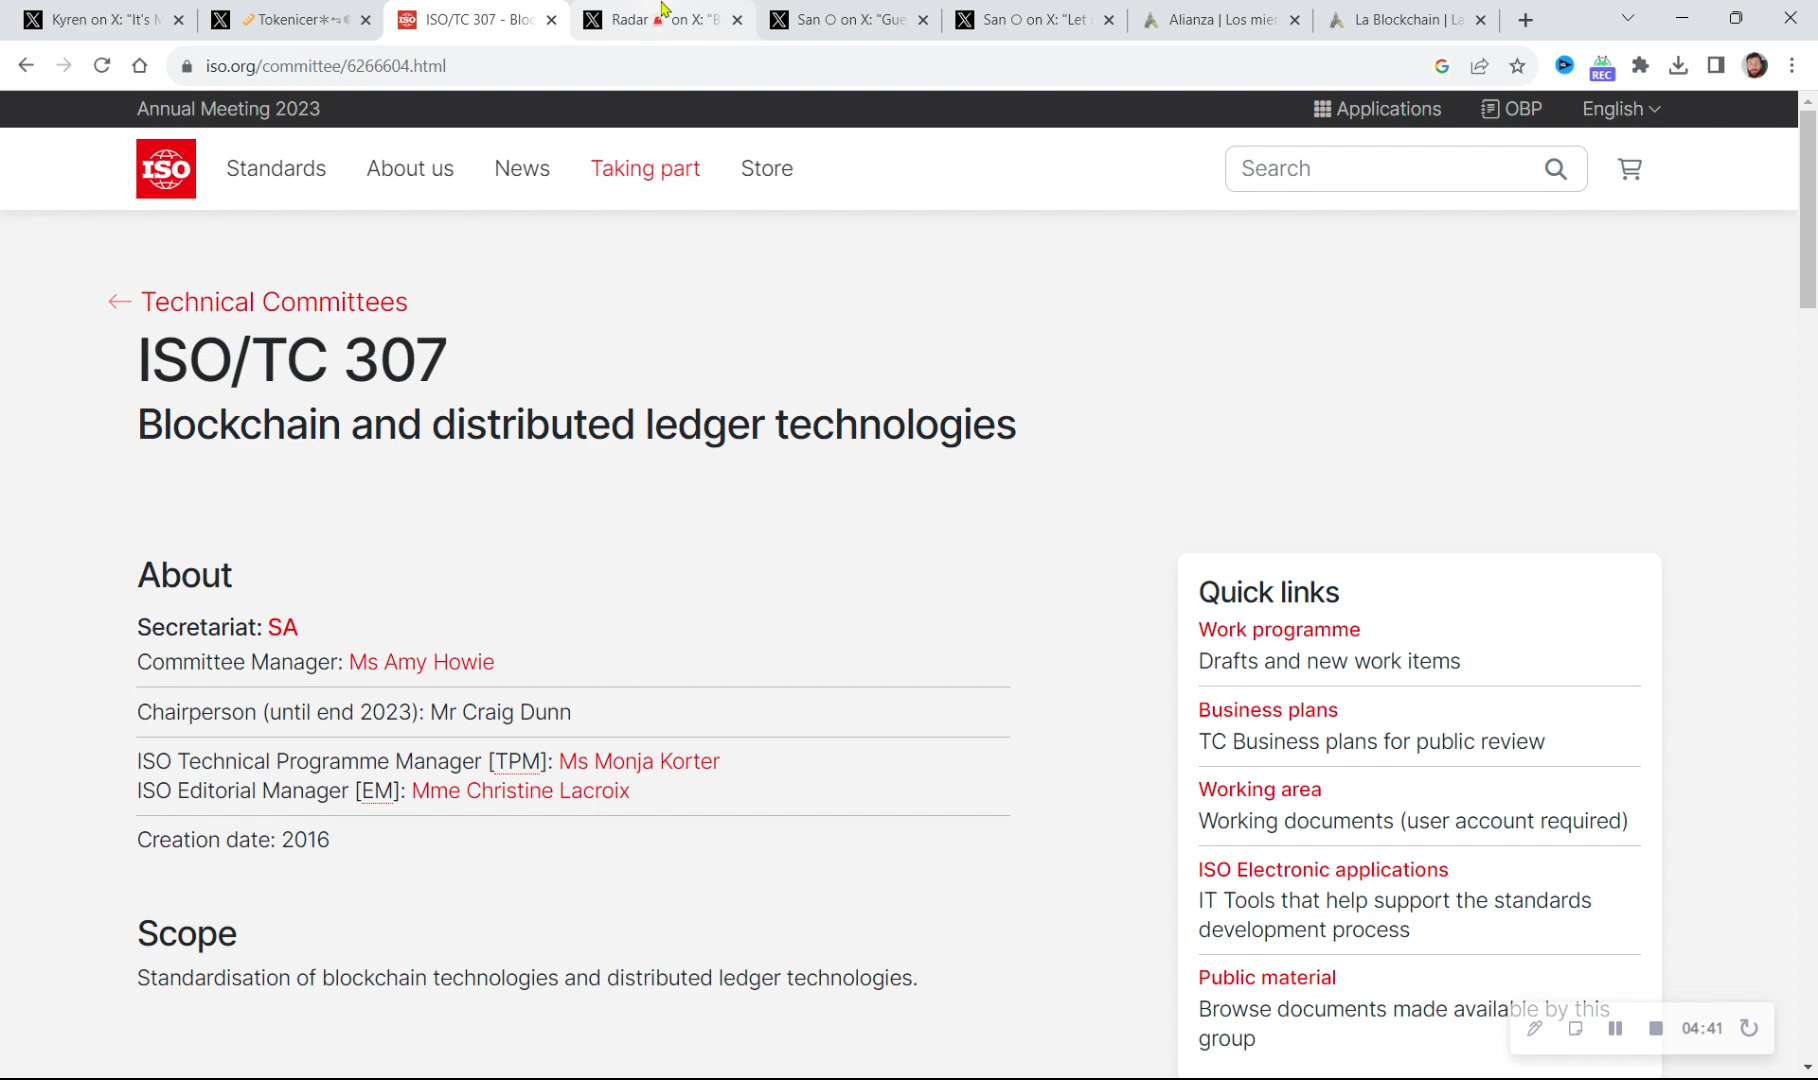 Kyren on X: "It's M
Tokenicer
ISO/TC 307 - Bloc
Radar 🚨 on X: "B
San O on X: "Gue
San O on X: "Let
Alianza | Los mier
La Blockchain | La
iso.org/committee/6266604.html
REC
Annual Meeting 2023
Applications
OBP
English
ISO
Standards
About us
News
Taking part
Store
Search
← Technical Committees
ISO/TC 307
Blockchain and distributed ledger technologies
About
Secretariat: SA
Committee Manager: Ms Amy Howie
Chairperson (until end 2023): Mr Craig Dunn
ISO Technical Programme Manager [TPM]: Ms Monja Korter
ISO Editorial Manager [EM]: Mme Christine Lacroix
Creation date: 2016
Scope
Standardisation of blockchain technologies and distributed ledger technologies.
Quick links
Work programme
Drafts and new work items
Business plans
TC Business plans for public review
Working area
Working documents (user account required)
ISO Electronic applications
IT Tools that help support the standards
development process
Public material
Browse documents made available by this
group
04:41